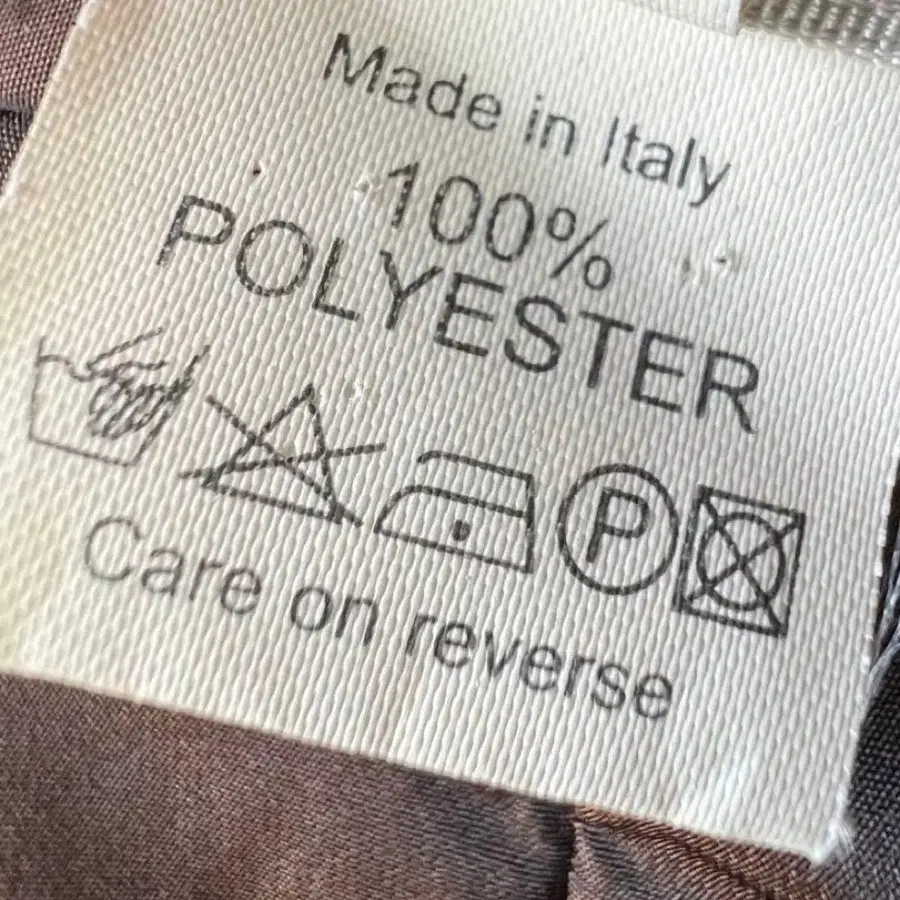 Made in Italy
100%
POLYESTER
P
Care on reverse